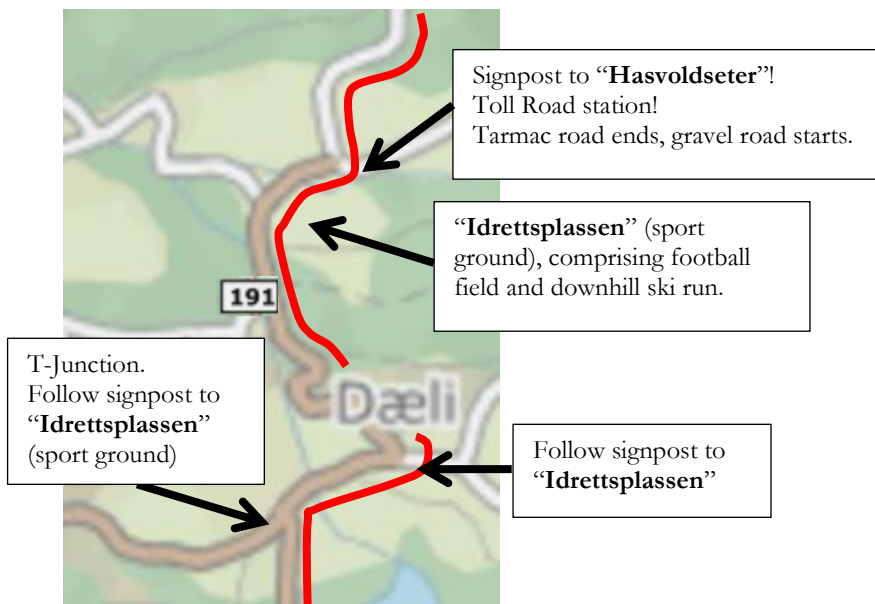 Signpost to “Hasvoldseter”!
Toll Road station!
Tarmac road ends, gravel road starts.
“Idrettsplassen” (sport
ground), comprising football
field and downhill ski run.
191
T-Junction.
Follow signpost to
“Idrettsplassen”
(sport ground)
Dæli
Follow signpost to
“Idrettsplassen”